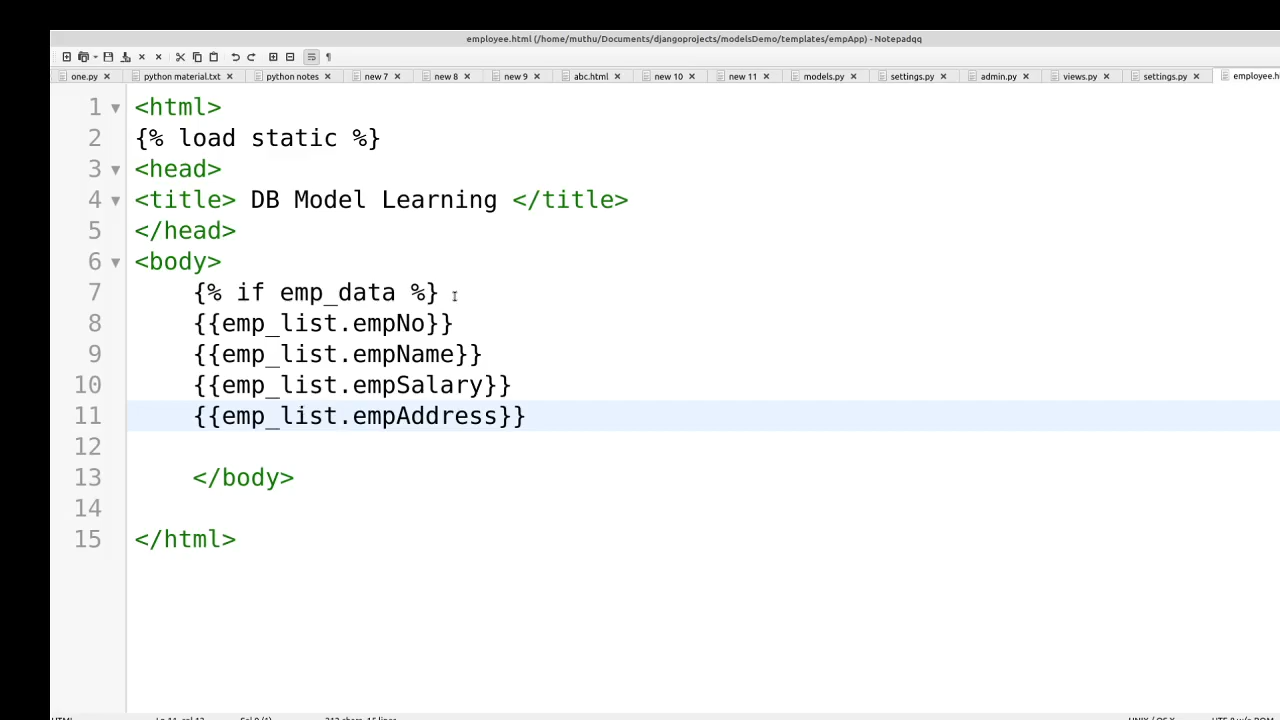 employee.html (/home/muthu/Documents/djangoprojects/modelsDemo/templates/empApp) - Notepadqq
one.py python material.txt python notes new 7 new 8 new 9 abc.html new 10 new 11 models.py settings.py admin.py views.py settings.py
1 <html>
2 {% load static %}
3 <head>
4 <title> DB Model Learning </title>
5 </head>
6 <body>
7 {% if emp_data %}
8 {{emp_list.empNo}}
9 {{emp_list.empName}}
10 {{emp_list.empSalary}}
11 {{emp_list.empAddress}}
12
13 </body>
14
15 </html>